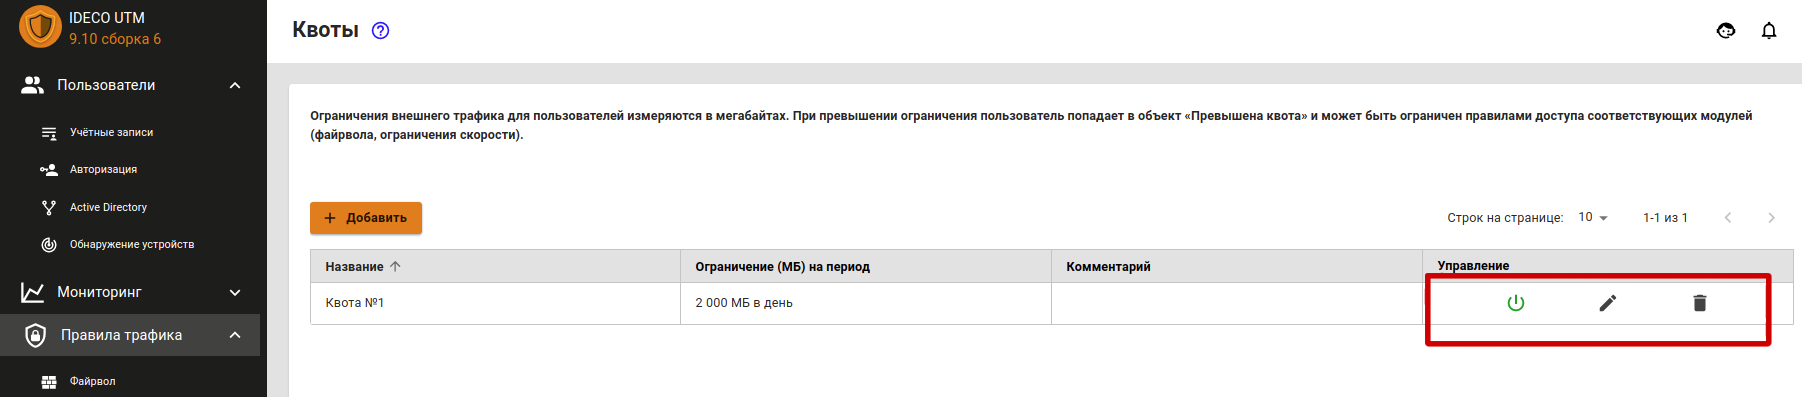 IDECO UTM
9.10 сборка 6
Пользователи
Учётные записи
Авторизация
Active Directory
Обнаружение устройств
Мониторинг
Правила трафика
Файрвол
Квоты
Ограничения внешнего трафика для пользователей измеряются в мегабайтах. При превышении ограничения пользователь попадает в объект «Превышена квота» и может быть ограничен правилами доступа соответствующих модулей
(файрвола, ограничения скорости).
+ Добавить
Строк на странице: 10 1-1 из 1
Название Ограничение (МБ) на период Комментарий Управление
Квота №1 2 000 МБ в день